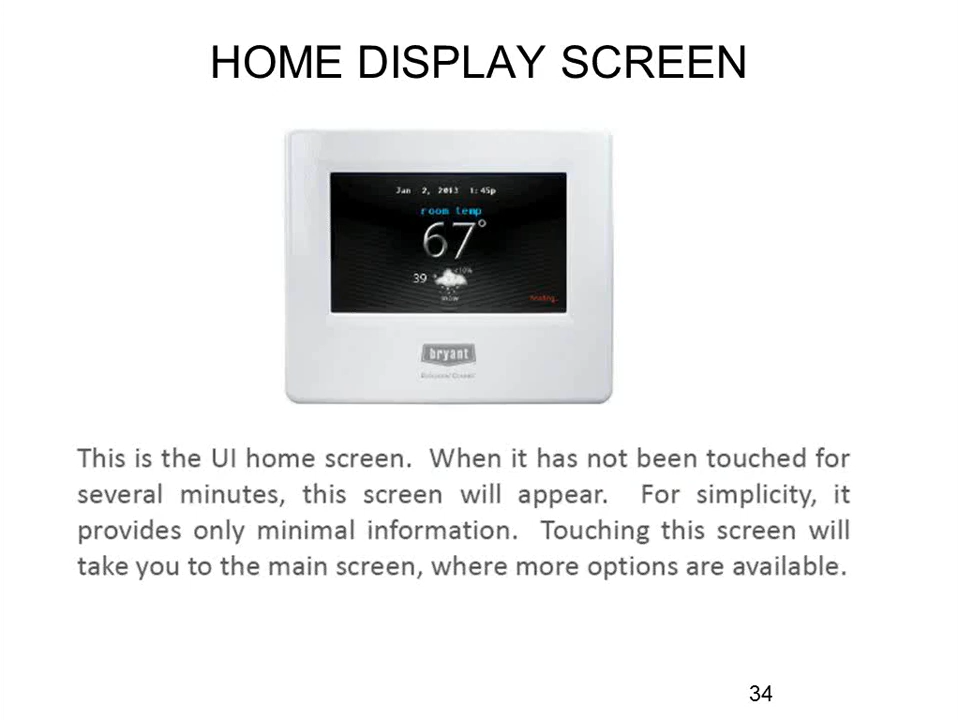 HOME DISPLAY SCREEN
Jan 2, 2013 1:45p
room temp
67°
39
snow
bryant
This is the UI home screen. When it has not been touched for
several minutes, this screen will appear. For simplicity, it
provides only minimal information. Touching this screen will
take you to the main screen, where more options are available.
34